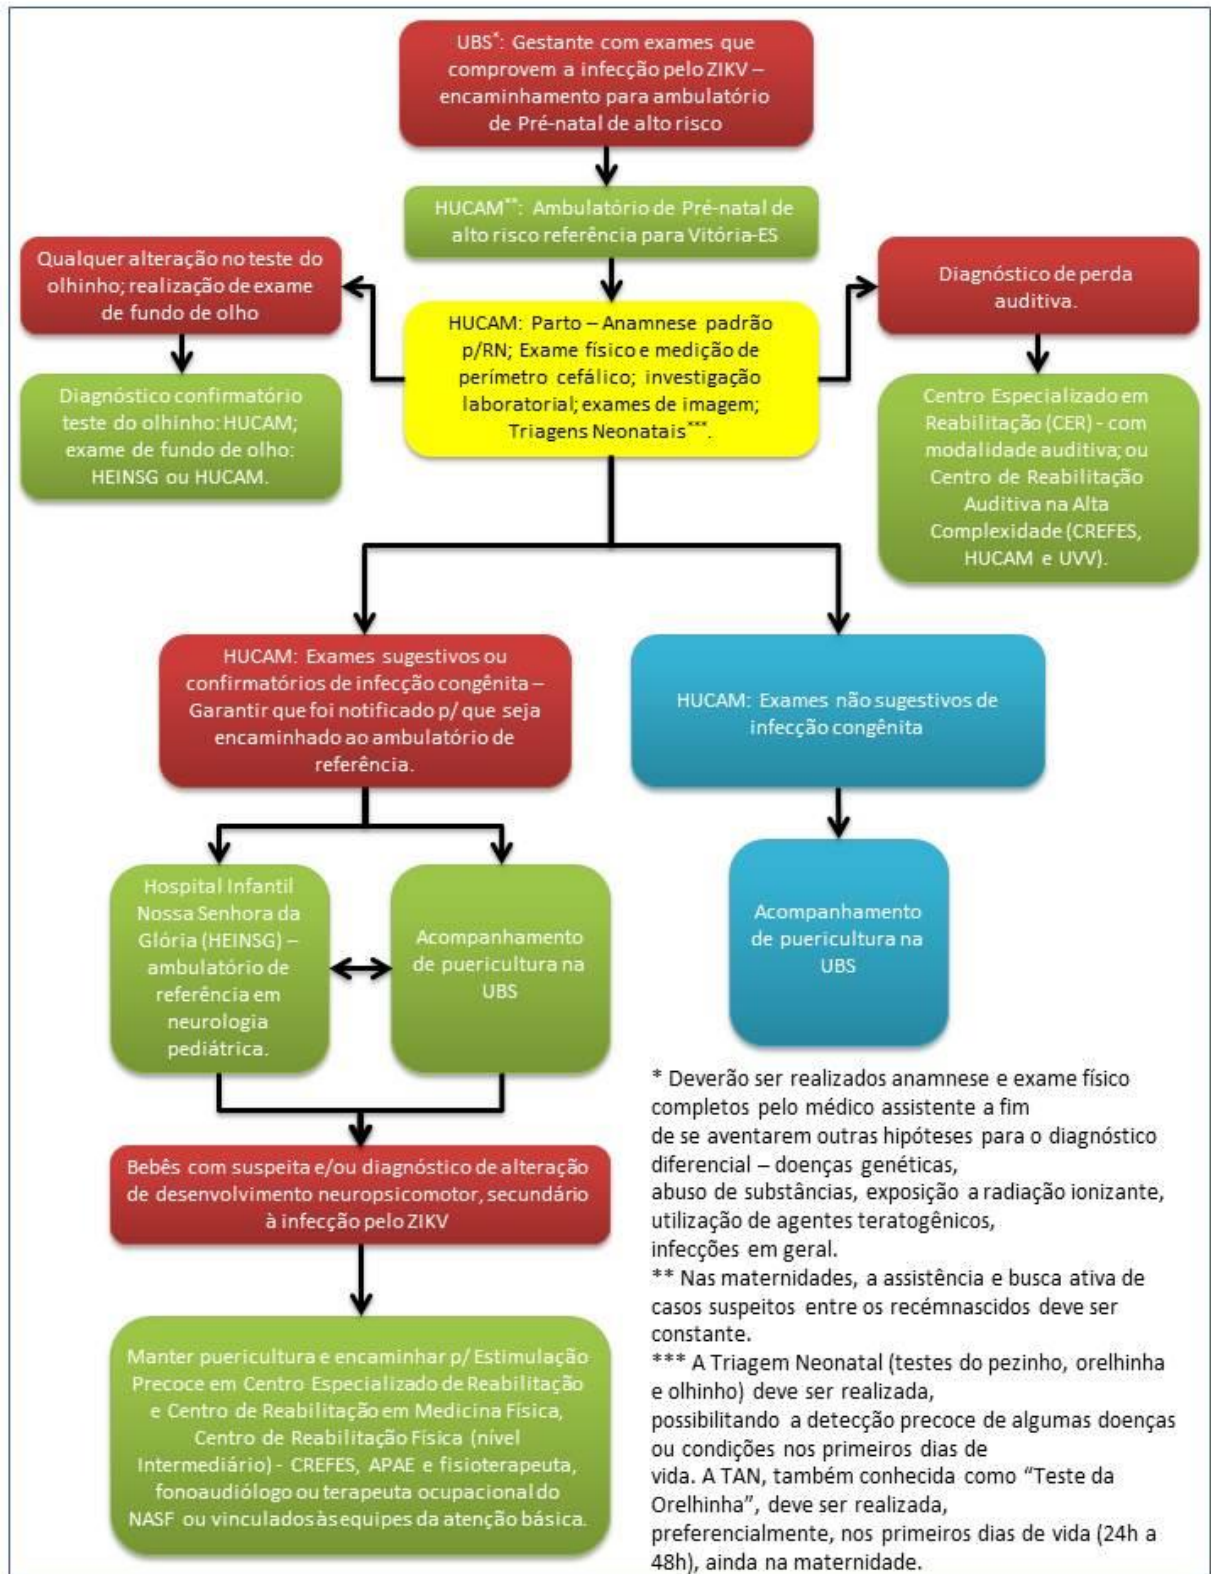 UBS*: Gestante com exames que
comprovem a infecção pelo ZIKV –
encaminhamento para ambulatório
de Pré-natal de alto risco
HUCAM**: Ambulatório de Pré-natal de
alto risco referência para Vitória-ES
Qualquer alteração no teste do
olhinho; realização de exame
de fundo de olho
Diagnóstico de perda
auditiva.
HUCAM: Parto – Anamnese padrão
p/RN; Exame físico e medição de
perímetro cefálico; investigação
laboratorial; exames de imagem;
Triagens Neonatais***.
Diagnóstico confirmatório
teste do olhinho: HUCAM;
exame de fundo de olho:
HEINSG ou HUCAM.
Centro Especializado em
Reabilitação (CER) - com
modalidade auditiva; ou
Centro de Reabilitação
Auditiva na Alta
Complexidade (CREFES,
HUCAM e UVV).
HUCAM: Exames sugestivos ou
confirmatórios de infecção congênita –
Garantir que foi notificado p/ que seja
encaminhado ao ambulatório de
referência.
HUCAM: Exames não sugestivos de
infecção congênita
Hospital Infantil
Nossa Senhora da
Glória (HEINSG) –
ambulatório de
referência em
neurologia
pediátrica.
Acompanhamento
de puericultura na
UBS
Acompanhamento
de puericultura na
UBS
Bebês com suspeita e/ou diagnóstico de alteração
de desenvolvimento neuropsicomotor, secundário
à infecção pelo ZIKV
Manter puericultura e encaminhar p/ Estimulação
Precoce em Centro Especializado de Reabilitação
e Centro de Reabilitação em Medicina Física,
Centro de Reabilitação Física (nível
Intermediário) - CREFES, APAE e fisioterapeuta,
fonoaudiólogo ou terapeuta ocupacional do
NASF ou vinculados às equipes da atenção básica.
* Deverão ser realizados anamnese e exame físico
completos pelo médico assistente a fim
de se aventarem outras hipóteses para o diagnóstico
diferencial – doenças genéticas,
abuso de substâncias, exposição a radiação ionizante,
utilização de agentes teratogênicos,
infecções em geral.
** Nas maternidades, a assistência e busca ativa de
casos suspeitos entre os recémnascidos deve ser
constante.
*** A Triagem Neonatal (testes do pezinho, orelhinha
e olhinho) deve ser realizada,
possibilitando a detecção precoce de algumas doenças
ou condições nos primeiros dias de
vida. A TAN, também conhecida como “Teste da
Orelhinha”, deve ser realizada,
preferencialmente, nos primeiros dias de vida (24h a
48h), ainda na maternidade.